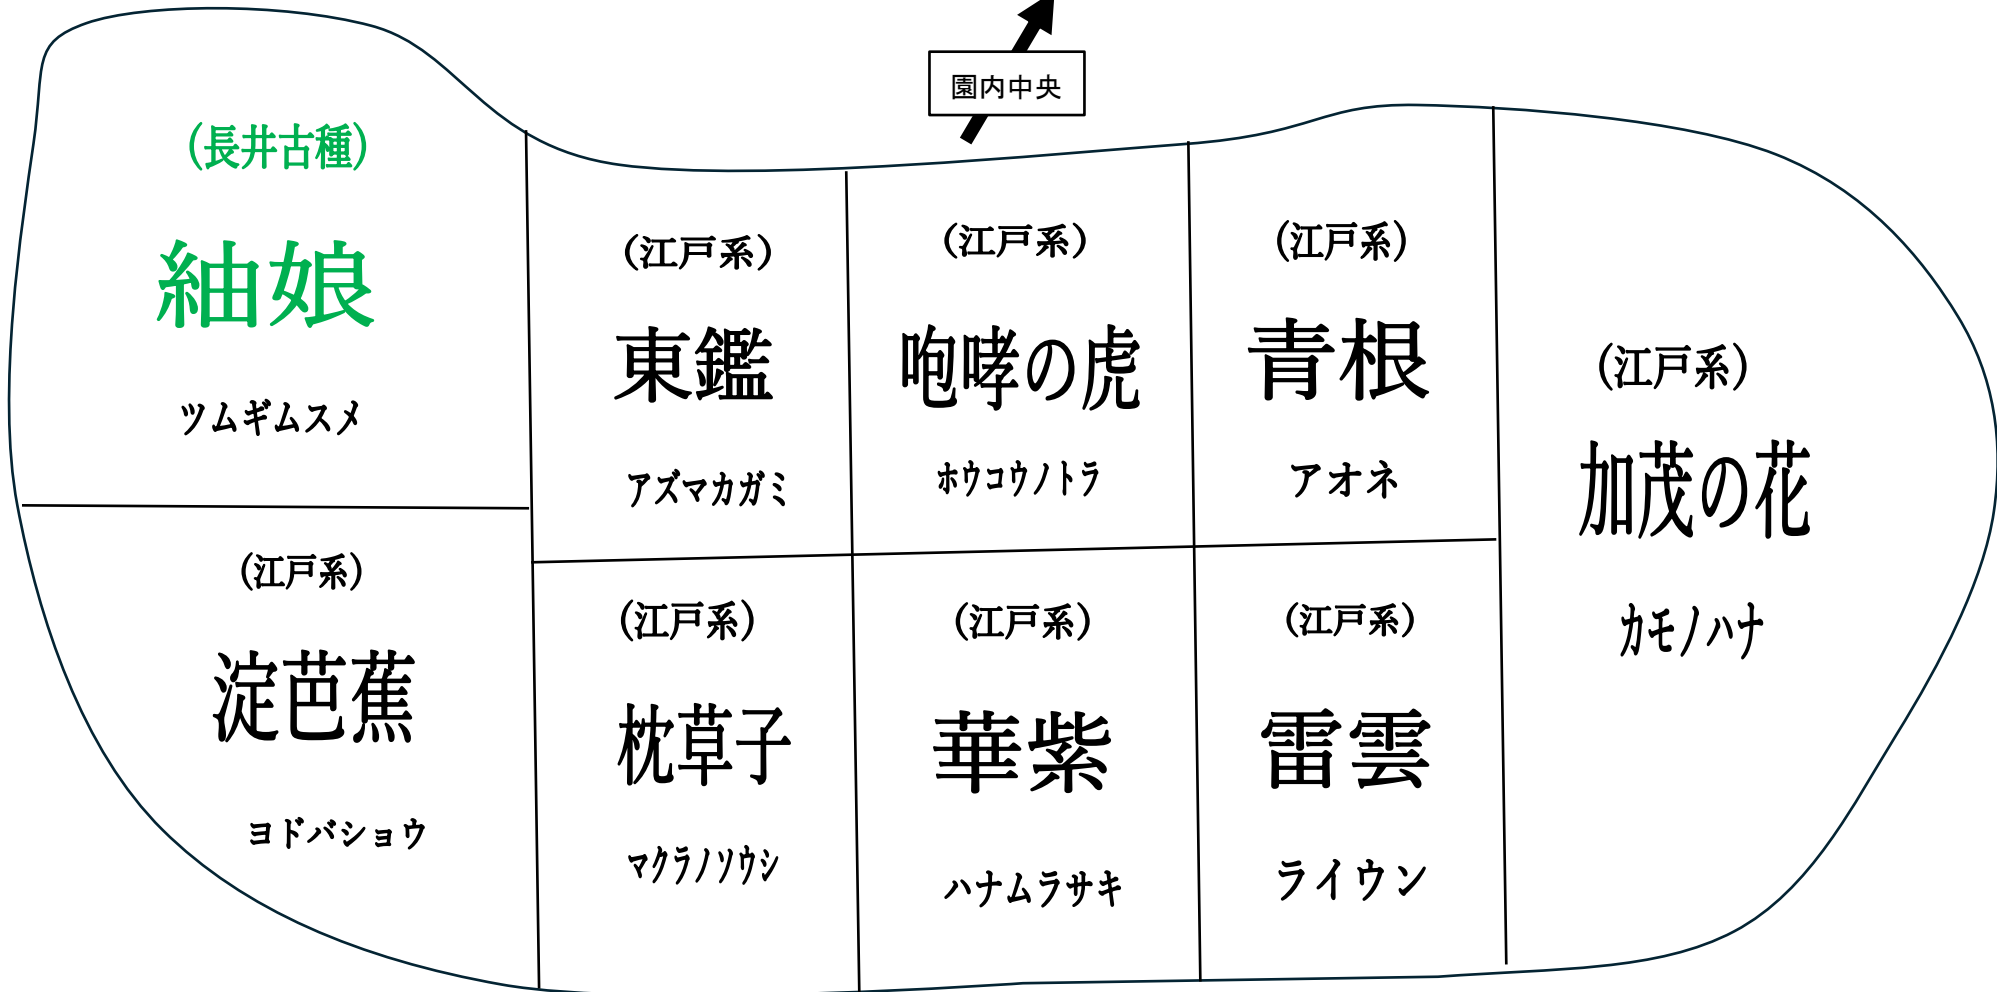 園内中央
(長井古種)
紬娘
ツムギムスメ
(江戸系)
東鑑
アズマカガミ
(江戸系)
咆哮の虎
ホウコウノトラ
(江戸系)
青根
アオネ
(江戸系)
加茂の花
カモノハナ
(江戸系)
淀芭蕉
ヨドバショウ
(江戸系)
枕草子
マクラノソウシ
(江戸系)
華紫
ハナムラサキ
(江戸系)
雷雲
ライウン